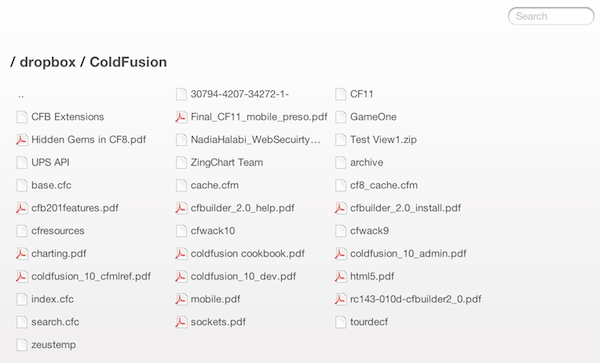 Search
/ dropbox / ColdFusion
.. 30794-4207-34272-1- CF11
CFB Extensions Final_CF11_mobile_preso.pdf GameOne
Hidden Gems in CF8.pdf NadiaHalabi_WebSecuirty... Test View1.zip
UPS API ZingChart Team archive
base.cfc cache.cfm cf8_cache.cfm
cfb201features.pdf cfbuilder_2.0_help.pdf cfbuilder_2.0_install.pdf
cfresources cfwack10 cfwack9
charting.pdf coldfusion cookbook.pdf coldfusion_10_admin.pdf
coldfusion_10_cfmlref.pdf coldfusion_10_dev.pdf html5.pdf
index.cfc mobile.pdf rc143-010d-cfbuilder2_0.pdf
search.cfc sockets.pdf tourdecf
zeustemp